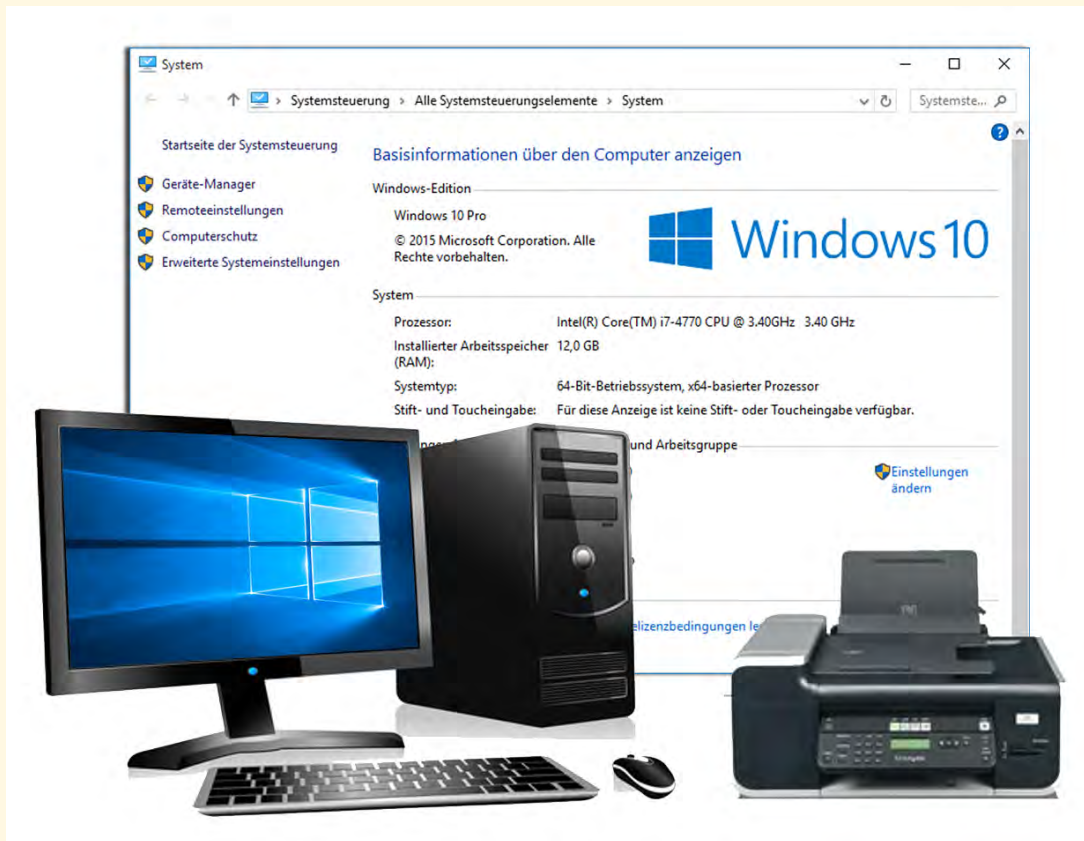 System
Systemsteuerung > Alle Systemsteuerungselemente > System
Systemste...
Startseite der Systemsteuerung
Geräte-Manager
Remoteeinstellungen
Computerschutz
Erweiterte Systemeinstellungen
Basisinformationen über den Computer anzeigen
Windows-Edition
Windows 10 Pro
© 2015 Microsoft Corporation. Alle
Rechte vorbehalten.
Windows 10
System
Prozessor: Intel(R) Core(TM) i7-4770 CPU @ 3.40GHz 3.40 GHz
Installierter Arbeitsspeicher 12,0 GB
(RAM):
Systemtyp: 64-Bit-Betriebssystem, x64-basierter Prozessor
Stift- und Toucheingabe: Für diese Anzeige ist keine Stift- oder Toucheingabe verfügbar.
und Arbeitsgruppe
Einstellungen
ändern